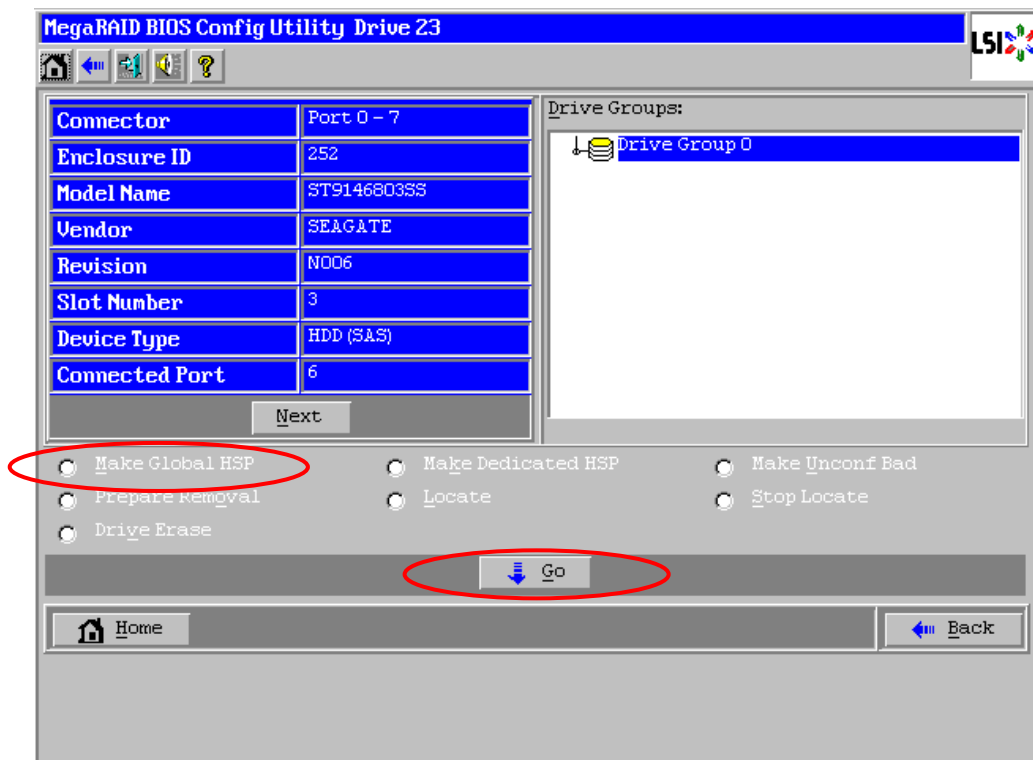 MegaRAID BIOS Config Utility Drive 23
LSI
Connector Port 0 - 7
Enclosure ID 252
Model Name ST9146803SS
Vendor SEAGATE
Revision N006
Slot Number 3
Device Type HDD (SAS)
Connected Port 6
Next
Drive Groups:
Drive Group 0
Make Global HSP Make Dedicated HSP Make Unconf Bad
Prepare Removal Locate Stop Locate
Drive Erase
Go
Home Back